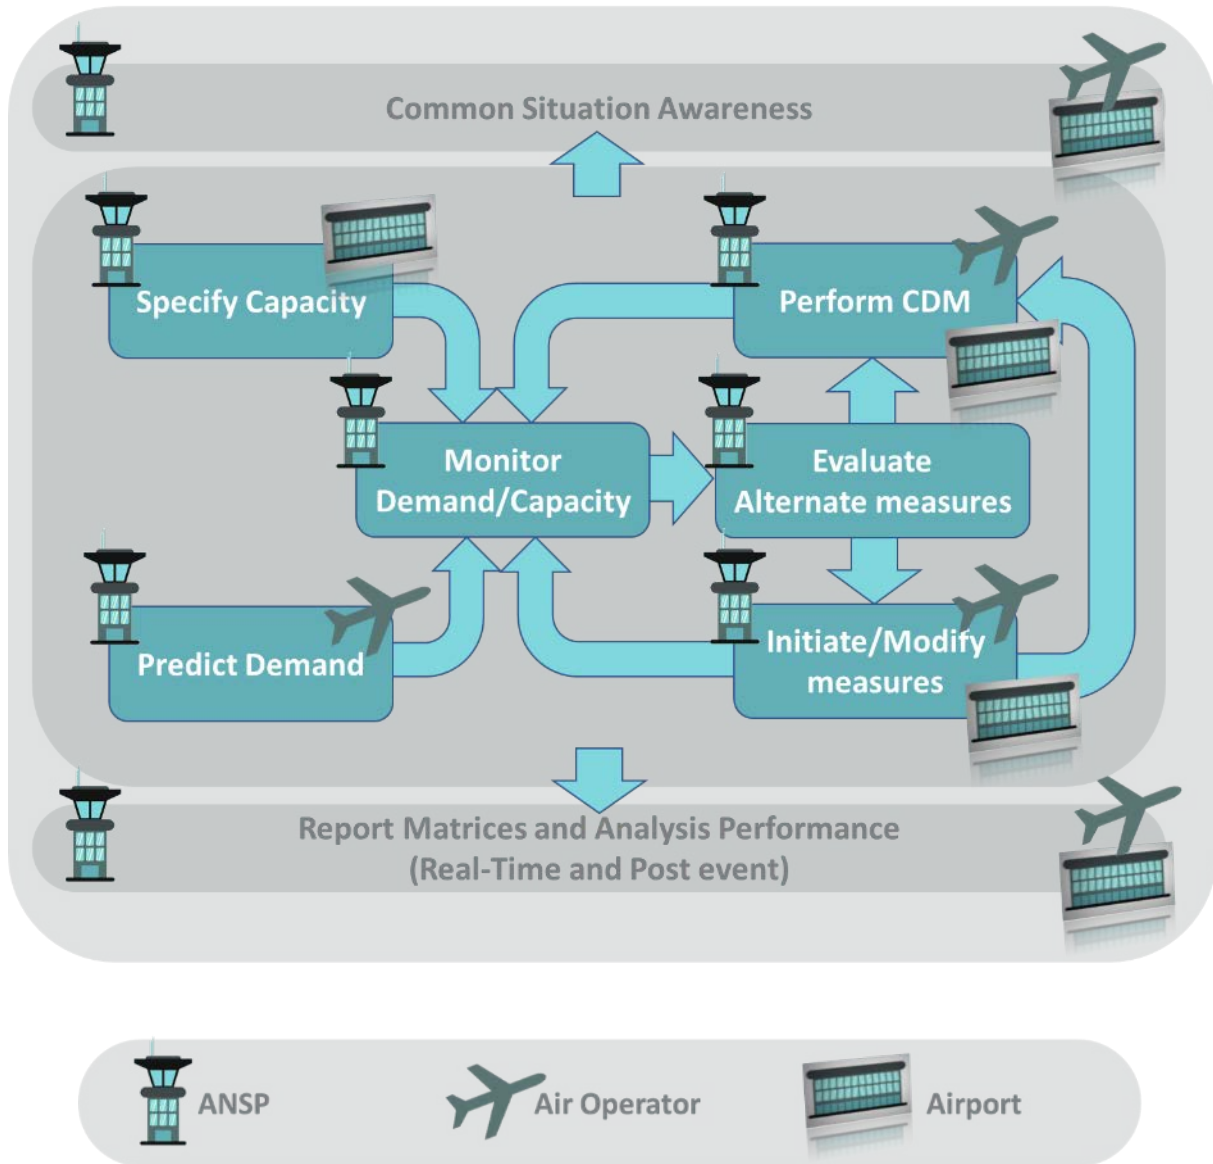 Common Situation Awareness
Specify Capacity
Perform CDM
Monitor
Demand/Capacity
Evaluate
Alternate measures
Predict Demand
Initiate/Modify
measures
Report Matrices and Analysis Performance
(Real-Time and Post event)
ANSP
Air Operator
Airport